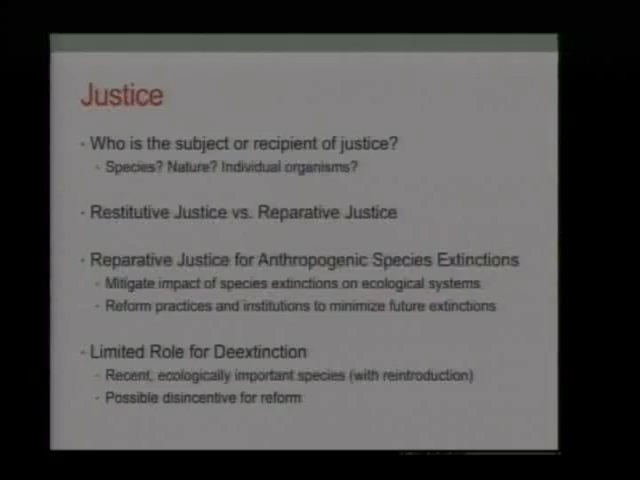 Justice
Who is the subject or recipient of justice?
Species? Nature? Individual organisms?
Restitutive Justice vs. Reparative Justice
Reparative Justice for Anthropogenic Species Extinctions
Mitigate impact of species extinctions on ecological systems
Reform practices and institutions to minimize future extinctions
Limited Role for Deextinction
Recent, ecologically important species (with reintroduction)
Possible disincentive for reform